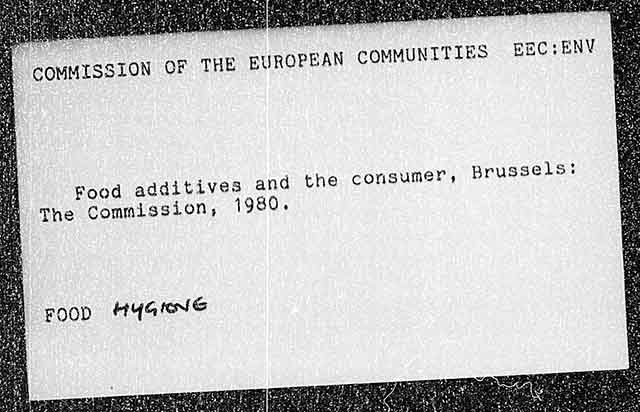 COMMISSION OF THE EUROPEAN COMMUNITIES EEC:ENV
Food additives and the consumer, Brussels:
The Commission, 1980.
FOOD HYGIENE